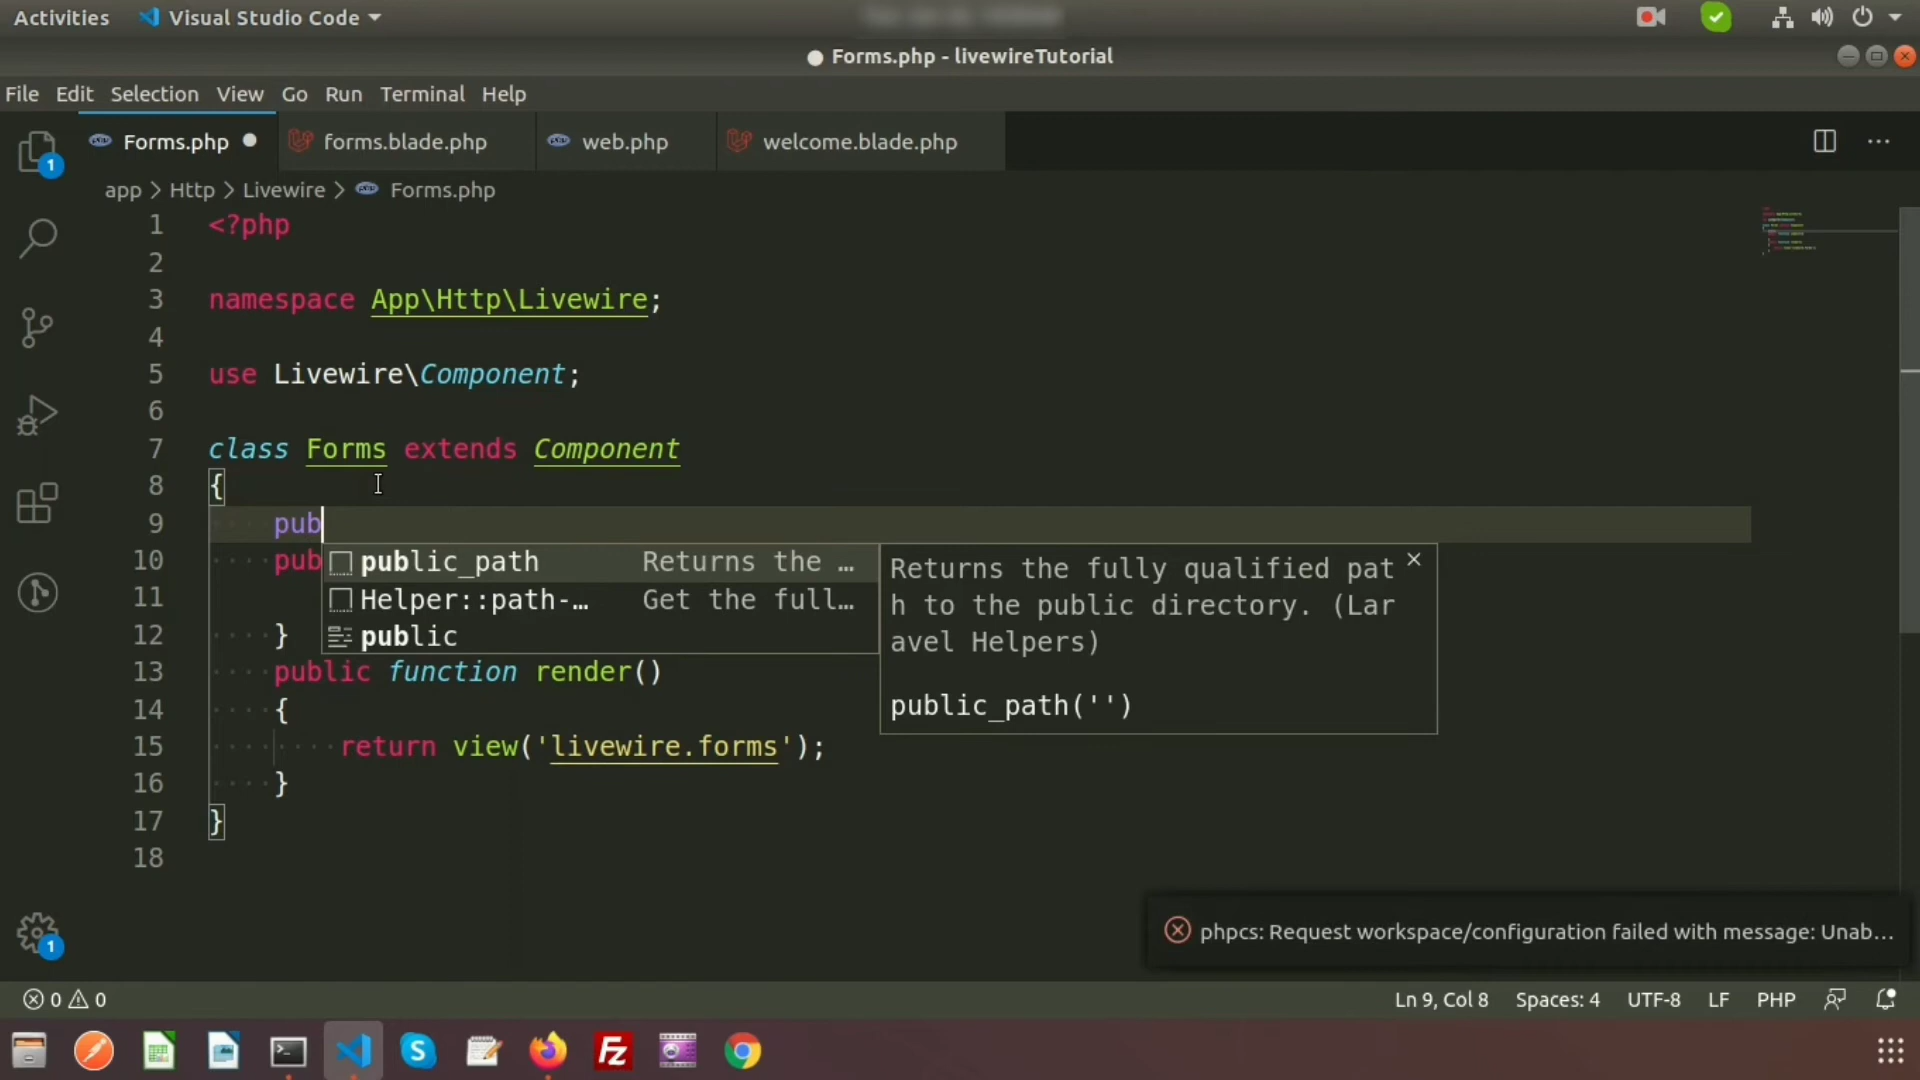 Activities Visual Studio Code
Forms.php - livewireTutorial
File Edit Selection View Go Run Terminal Help
Forms.php forms.blade.php web.php welcome.blade.php
1
app > Http > Livewire > Forms.php
1 <?php
2
3 namespace App\Http\Livewire;
4
5 use Livewire\Component;
6
7 class Forms extends Component
8 {
9 pub
10 pub
public_path Returns the ...
Helper::path-... Get the full...
public
Returns the fully qualified pat
h to the public directory. (Lar
avel Helpers)
public_path('')
11
12 }
13 public function render()
14 {
15 return view('livewire.forms');
16 }
17 }
18
phpcs: Request workspace/configuration failed with message: Unab...
1
0 0 Ln 9, Col 8 Spaces: 4 UTF-8 LF PHP
S Fz